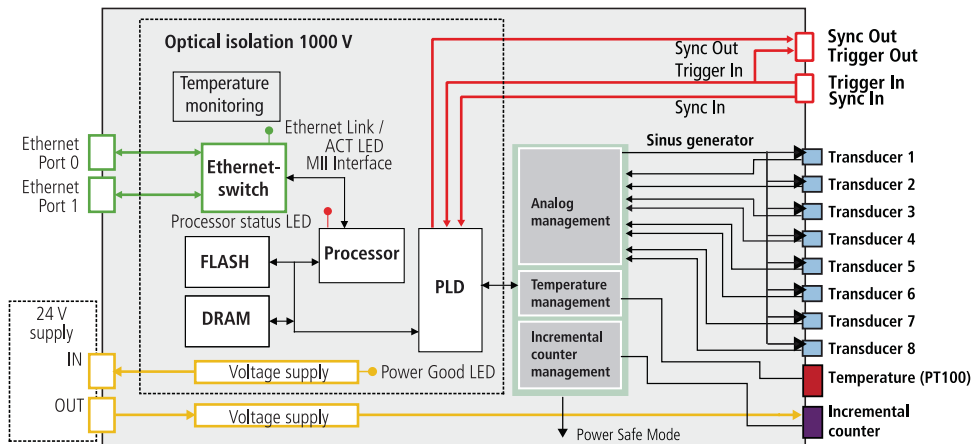 Optical isolation 1000 V
Sync Out
Trigger Out
Sync Out
Trigger In
Trigger In
Sync In
Sync In
Temperature
monitoring
Ethernet Link /
ACT LED
MII Interface
Ethernet
Port 0
Ethernet
Port 1
Ethernet-
switch
Sinus generator
Transducer 1
Transducer 2
Transducer 3
Transducer 4
Transducer 5
Transducer 6
Transducer 7
Transducer 8
Analog
management
Processor status LED
Processor
FLASH
DRAM
PLD
Temperature
management
Incremental
counter
management
24 V
supply
IN
OUT
Voltage supply
Power Good LED
Voltage supply
Temperature (PT100)
Incremental
counter
Power Safe Mode